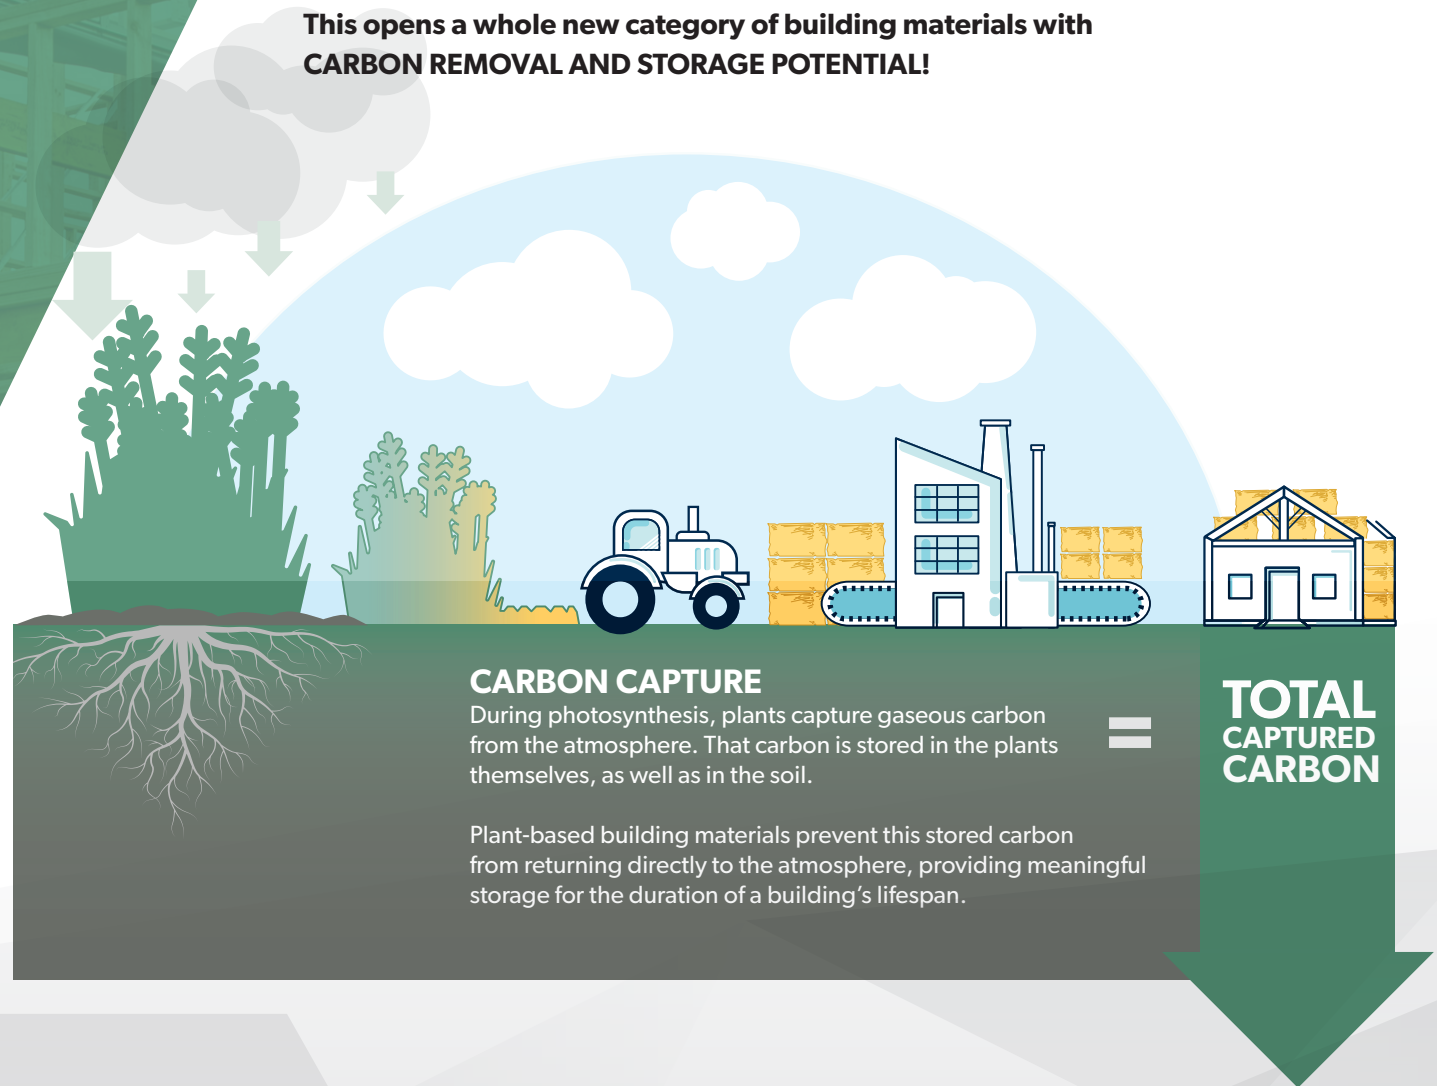 This opens a whole new category of building materials with
CARBON REMOVAL AND STORAGE POTENTIAL!
CARBON CAPTURE
During photosynthesis, plants capture gaseous carbon
from the atmosphere. That carbon is stored in the plants
themselves, as well as in the soil.
Plant-based building materials prevent this stored carbon
from returning directly to the atmosphere, providing meaningful
storage for the duration of a building’s lifespan.
=
TOTAL
CAPTURED
CARBON